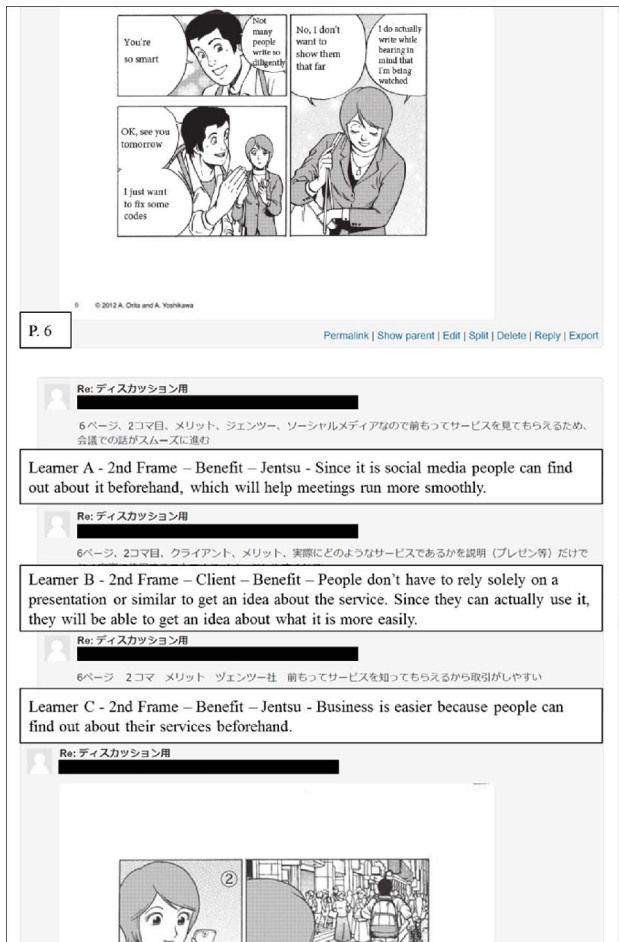 You're
so smart
Not
many
people
write so
diligently
No, I don't
want to
show them
that far
I do actually
write while
bearing in
mind that
I'm being
watched
OK, see you
tomorrow
I just want
to fix some
codes
6 © 2012 A. Orita and A. Yoshikawa
P. 6
Permalink | Show parent | Edit | Split | Delete | Reply | Export
Re: ディスカッション用
6ページ、2コマ目、メリット、ジェンツー、ソーシャルメディアなので前もってサービスを見てもらえるため、
会議での話がスムーズに進む
Learner A - 2nd Frame – Benefit – Jentsu - Since it is social media people can find
out about it beforehand, which will help meetings run more smoothly.
Re: ディスカッション用
6ページ、2コマ目、クライアント、メリット、実際にどのようなサービスであるかを説明（プレゼン等）だけで
Learner B - 2nd Frame – Client – Benefit – People don't have to rely solely on a
presentation or similar to get an idea about the service. Since they can actually use it,
they will be able to get an idea about what it is more easily.
Re: ディスカッション用
6ページ 2コマ メリット ヅェンツー社 前もってサービスを知ってもらえるから取引がしやすい
Learner C - 2nd Frame – Benefit – Jentsu - Business is easier because people can
find out about their services beforehand.
Re: ディスカッション用
②